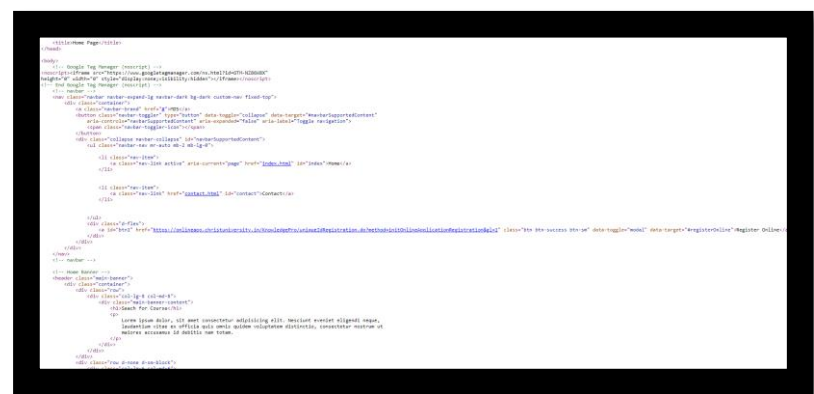 <title>Home Page</title>
</head>
<body>
<!-- Google Tag Manager (noscript) -->
<noscript><iframe src="https://www.googletagmanager.com/ns.html?id=
height="0" width="0" style="display:none;visibility:hidden"></iframe></noscript>
<!-- End Google Tag Manager (noscript) -->
<!-- navbar -->
<nav class="navbar navbar-expand-lg navbar-dark bg-dark custom-nav fixed-top">
<div class="container">
<a class="navbar-brand" href="#"
<button class="navbar-toggler" type="button" data-toggle="collapse" data-target="#navbarSupportedContent"
aria-controls="navbarSupportedContent" aria-expanded="false" aria-label="Toggle navigation">
<span class="navbar-toggler-icon"></span>
</button>
<div class="collapse navbar-collapse" id="navbarSupportedContent">
<ul class="navbar-nav mr-auto mb-2 mb-lg-0">
<li class="nav-item">
<a class="nav-link active" aria-current="page" href="index.html" id="index">Home</a>
</li>
<li class="nav-item">
<a class="nav-link" href="contact.html" id="contact">Contact</a>
</li>
</ul>
<div class="d-flex">
<a id="btn1" href="https://onlineapp.christuniversity.in/KnowledgePro/uniqueIdRegistration.do?method=initOnlineApplicationRegistration&pl=1" class="btn btn-success btn-sm" data-toggle="modal" data-target="#registerOnline">Register Online</a
</div>
</div>
</div>
</nav>
<!-- navbar -->
<!-- Home Banner -->
<header class="main-banner">
<div class="container">
<div class="row">
<div class="col-lg-8 col-md-8">
<div class="main-banner-content">
<h1>Seach for Course</h1>
<p>
Lorem ipsum dolor, sit amet consectetur adipisicing elit. Nesciunt eveniet eligendi neque,
laudantium vitae ex officia quis omnis quidem voluptatem distinctio, consectetur nostrum ut
maiores accusamus id debitis nam totam.
</p>
</div>
</div>
</div>
<div class="row d-none d-sm-block">